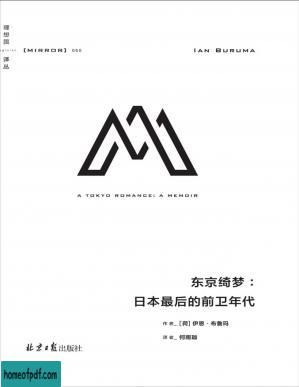 理想国
译丛
[MIRROR] 050
IAN BURUMA
A TOKYO ROMANCE: A MEMOIR
东京绮梦：
日本最后的前卫年代
作者_ [荷] 伊恩·布鲁玛
译者_ 何雨珈
北京日报出版社
homeofpdf.com